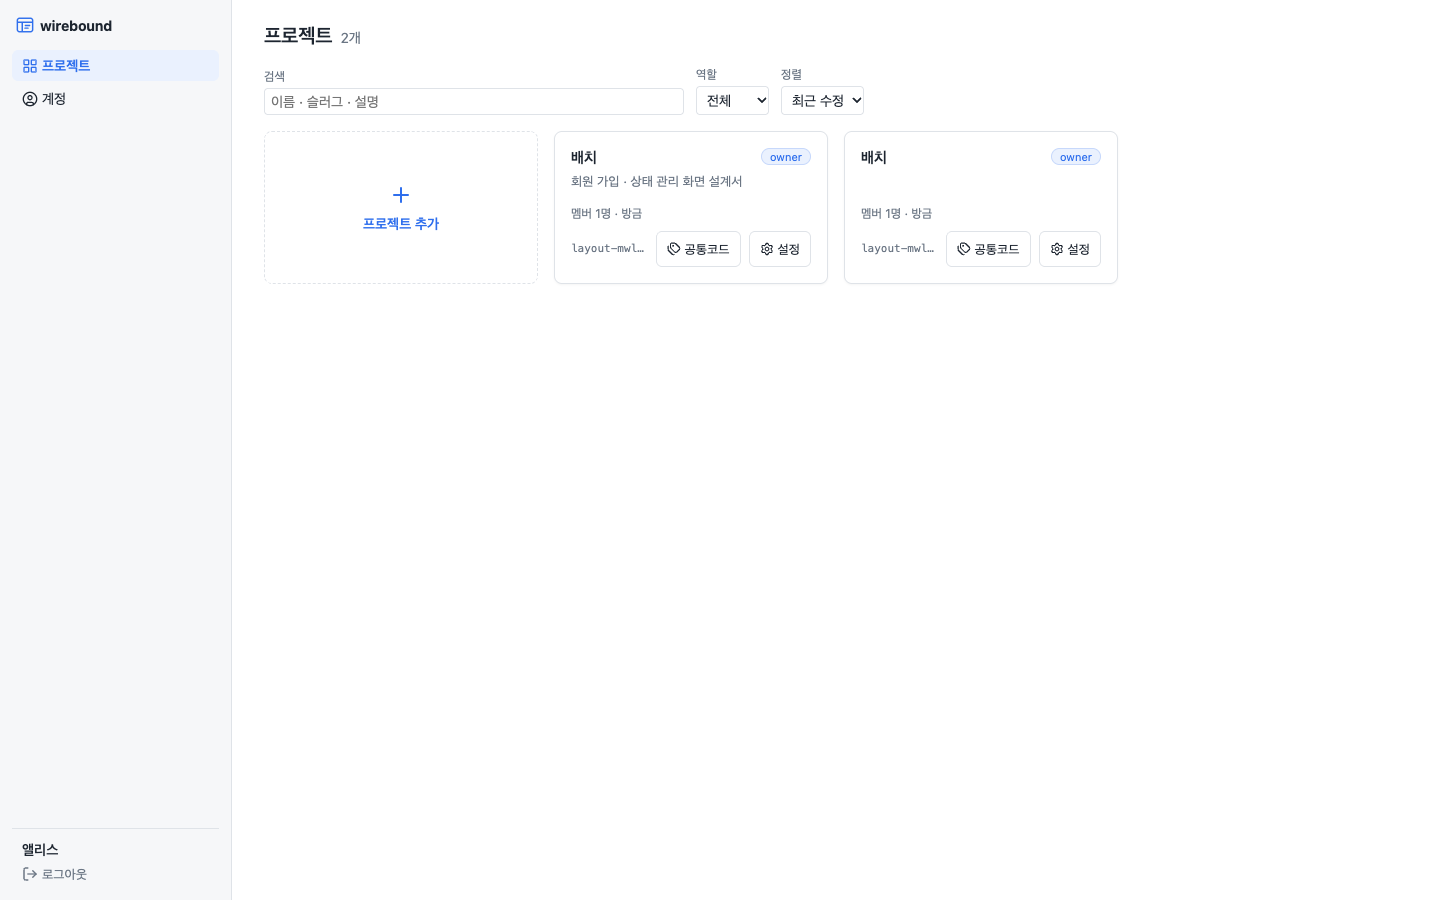 wirebound
프로젝트
계정
프로젝트 2개
검색
이름 · 슬러그 · 설명
역할
전체
정렬
최근 수정
프로젝트 추가
배치
owner
회원 가입 · 상태 관리 화면 설계서
멤버 1명 · 방금
layout-mwl…
공통코드
설정
배치
owner
멤버 1명 · 방금
layout-mwl…
공통코드
설정
앨리스
로그아웃